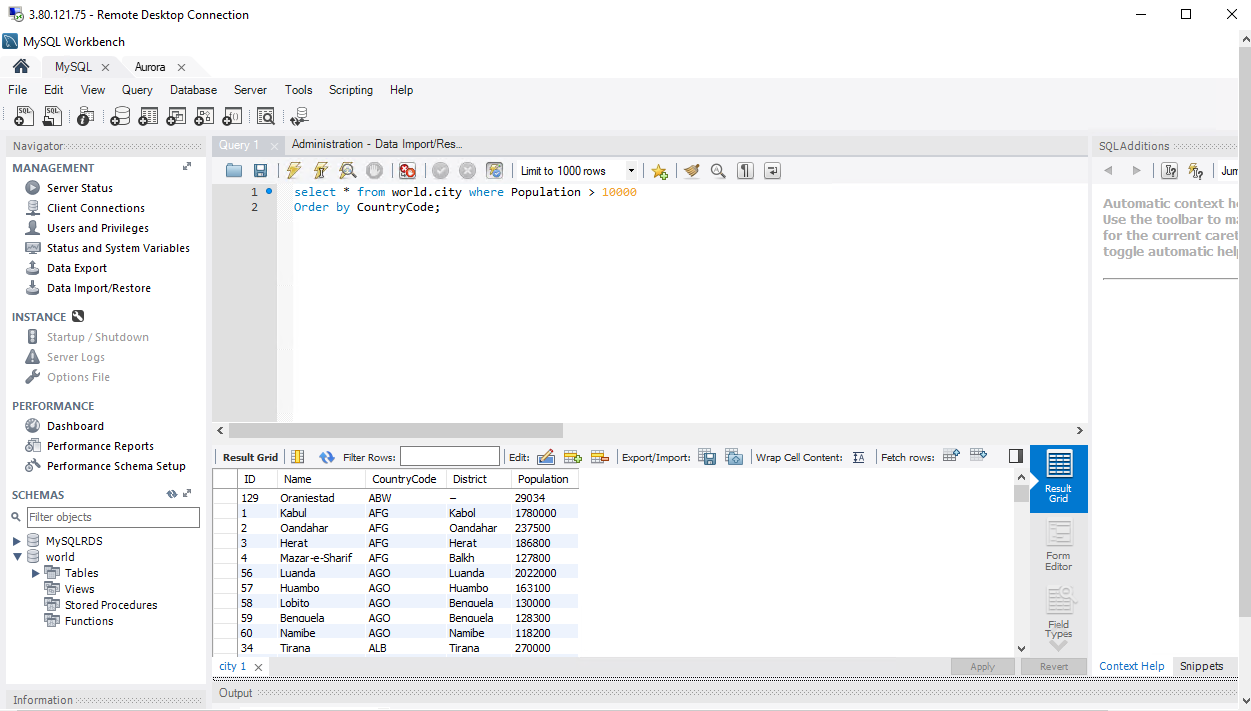 3.80.121.75 - Remote Desktop Connection
MySQL Workbench
MySQL
Aurora
File Edit View Query Database Server Tools Scripting Help
Navigator
MANAGEMENT
Server Status
Client Connections
Users and Privileges
Status and System Variables
Data Export
Data Import/Restore
INSTANCE
Startup / Shutdown
Server Logs
Options File
PERFORMANCE
Dashboard
Performance Reports
Performance Schema Setup
SCHEMAS
Filter objects
MySQLRDS
world
Tables
Views
Stored Procedures
Functions
Information
Query 1
Administration - Data Import/Res...
Limit to 1000 rows
1 select * from world.city where Population > 10000
2 Order by CountryCode;
Result Grid Filter Rows: Edit: Export/Import: Wrap Cell Content: Fetch rows:
ID Name CountryCode District Population
129 Oranjestad ABW – 29034
1 Kabul AFG Kabol 1780000
2 Qandahar AFG Qandahar 237500
3 Herat AFG Herat 186800
4 Mazar-e-Sharif AFG Balkh 127800
56 Luanda AGO Luanda 2022000
57 Huambo AGO Huambo 163100
58 Lobito AGO Benguela 130000
59 Benguela AGO Benguela 128300
60 Namibe AGO Namibe 118200
34 Tirana ALB Tirana 270000
city 1
Apply
Revert
Result
Grid
Form
Editor
Field
Types
Output
SQLAdditions
Jum
Automatic context he
Use the toolbar to ma
for the current caret
toggle automatic help
Context Help
Snippets